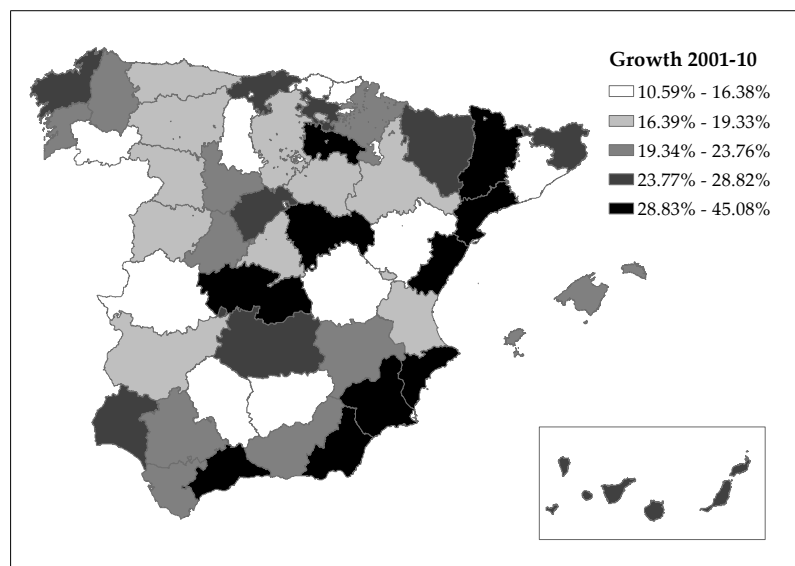 Growth 2001-10
10.59% - 16.38%
16.39% - 19.33%
19.34% - 23.76%
23.77% - 28.82%
28.83% - 45.08%